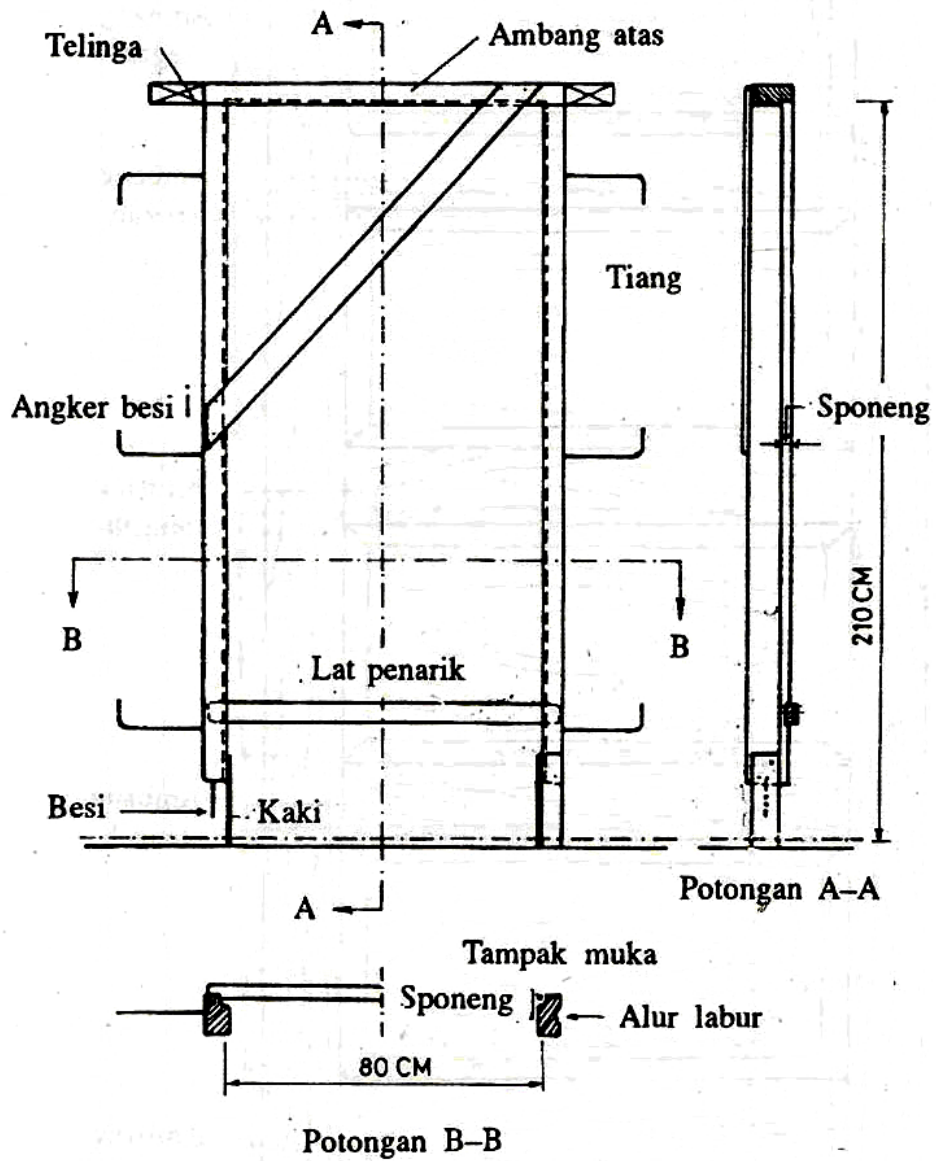 A
Telinga
Ambang atas
Tiang
Angker besi
Sponeng
210 CM
B
B
Lat penarik
Besi
Kaki
A
Potongan A–A
Tampak muka
Sponeng
Alur labur
80 CM
Potongan B–B